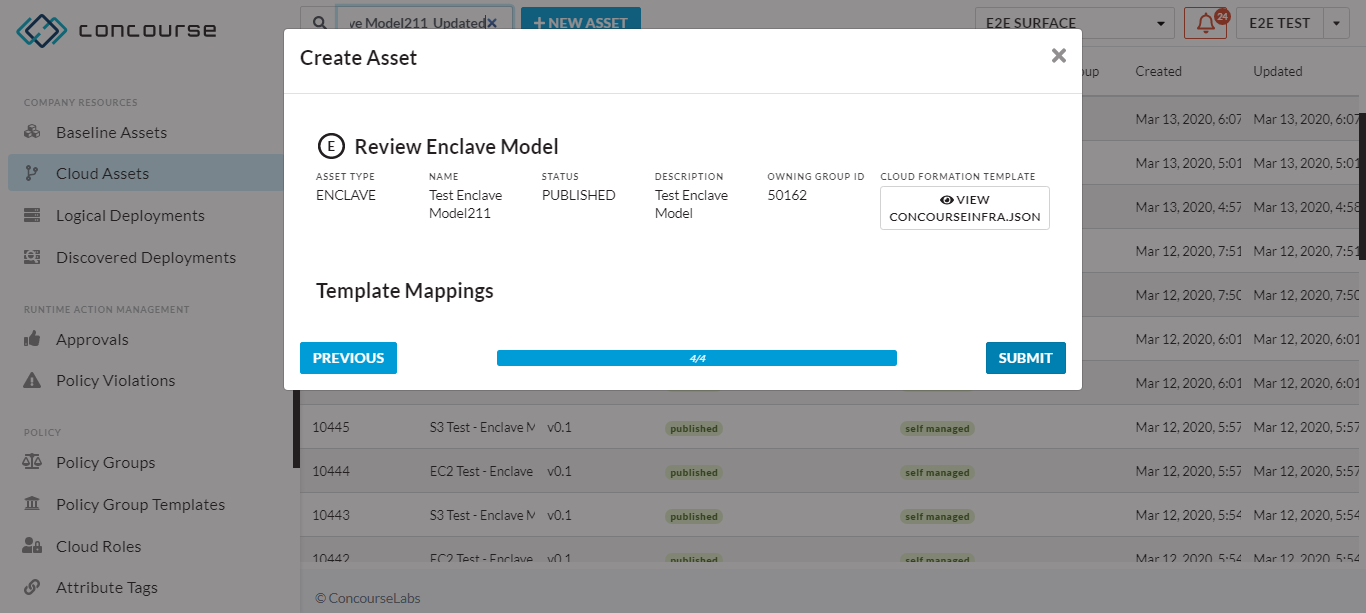 concourse
ve Model211_Updated
+ NEW ASSET
E2E SURFACE
24
E2E TEST
Create Asset
Created
Updated
COMPANY RESOURCES
Baseline Assets
Cloud Assets
Logical Deployments
Discovered Deployments
RUNTIME ACTION MANAGEMENT
Approvals
Policy Violations
POLICY
Policy Groups
Policy Group Templates
Cloud Roles
Attribute Tags
E Review Enclave Model
ASSET TYPE
ENCLAVE
NAME
Test Enclave
Model211
STATUS
PUBLISHED
DESCRIPTION
Test Enclave
Model
OWNING GROUP ID
50162
CLOUD FORMATION TEMPLATE
VIEW
CONCOURSEINFRA.JSON
Template Mappings
PREVIOUS
4/4
SUBMIT
Mar 13, 2020, 6:07 Mar 13, 2020, 6:07
Mar 13, 2020, 5:01 Mar 13, 2020, 5:01
Mar 13, 2020, 4:57 Mar 13, 2020, 4:58
Mar 12, 2020, 7:51 Mar 12, 2020, 7:51
Mar 12, 2020, 7:50 Mar 12, 2020, 7:50
Mar 12, 2020, 6:01 Mar 12, 2020, 6:01
Mar 12, 2020, 6:01 Mar 12, 2020, 6:01
10445 S3 Test - Enclave M v0.1 published self managed Mar 12, 2020, 5:57 Mar 12, 2020, 5:57
10444 EC2 Test - Enclave v0.1 published self managed Mar 12, 2020, 5:57 Mar 12, 2020, 5:57
10443 S3 Test - Enclave M v0.1 published self managed Mar 12, 2020, 5:54 Mar 12, 2020, 5:54
10442 EC2 Test - Enclave v0.1 published self managed Mar 12, 2020, 5:54 Mar 12, 2020, 5:54
© ConcourseLabs